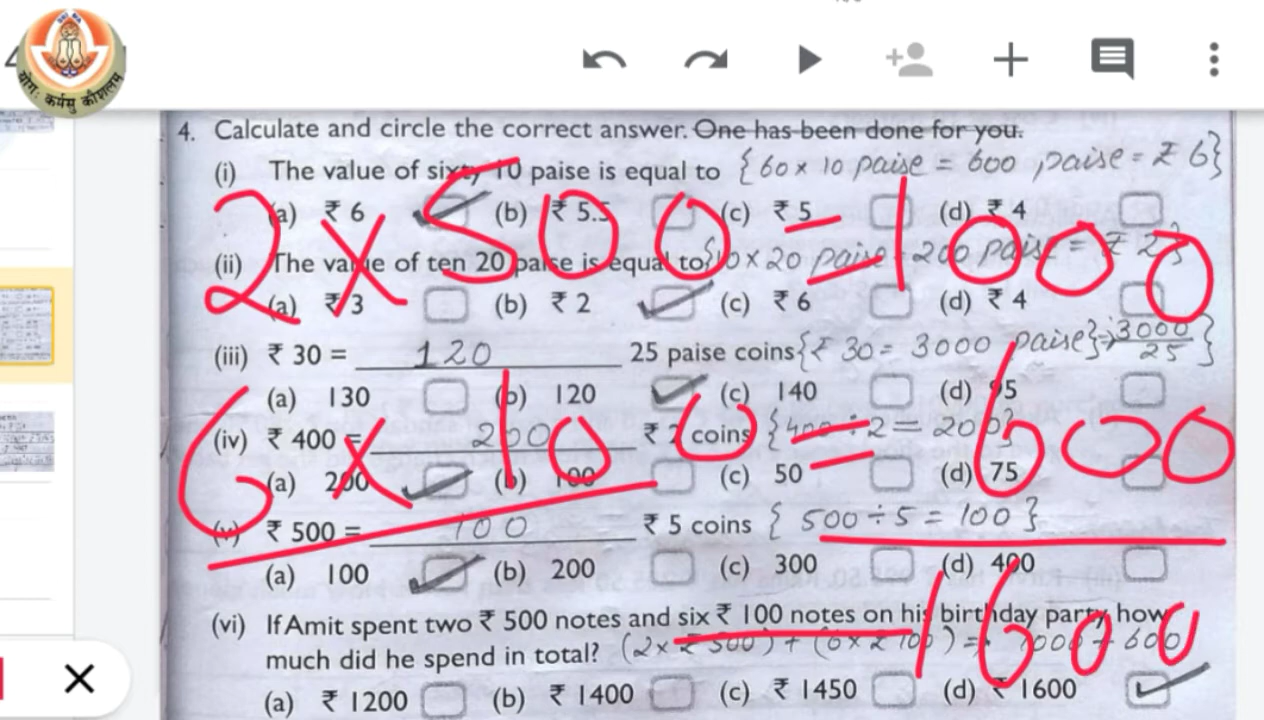 योगः कर्मसु कौशलम्
4. Calculate and circle the correct answer. One has been done for you.
(i) The value of sixty 10 paise is equal to {60 × 10 paise = 600 paise = ₹ 6}
(a) ₹ 6 (b) ₹ 5.5 (c) ₹ 5 (d) ₹ 4
2 × 500 = 1000
(ii) The value of ten 20 paise is equal to {10 × 20 paise = 200 paise = ₹ 2}
(a) ₹ 3 (b) ₹ 2 (c) ₹ 6 (d) ₹ 4
(iii) ₹ 30 = 120 25 paise coins {₹ 30 = 3000 paise} ÷ 3000/25 }
(a) 130 (b) 120 (c) 140 (d) 95
6 × 100 = 600
(iv) ₹ 400 = 200 ₹ 2 coins {400 ÷ 2 = 200}
(a) 200 (b) 100 (c) 50 (d) 75
(v) ₹ 500 = 100 ₹ 5 coins { 500 ÷ 5 = 100 }
(a) 100 (b) 200 (c) 300 (d) 400
1600
(vi) If Amit spent two ₹ 500 notes and six ₹ 100 notes on his birthday party how
much did he spend in total? (2 × ₹ 500) + (6 × ₹ 100) = 1000 + 600
(a) ₹ 1200 (b) ₹ 1400 (c) ₹ 1450 (d) ₹ 1600